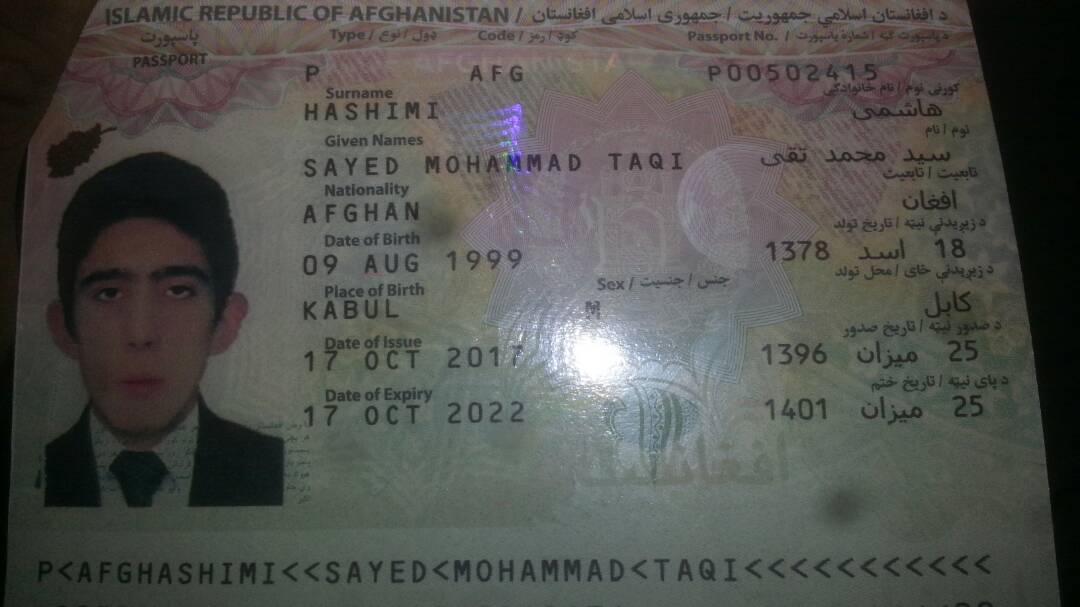 ISLAMIC REPUBLIC OF AFGHANISTAN / د افغانستان اسلامي جمهوریت / جمهوری اسلامی افغانستان
پاسپورت Type / ډول / نوع Code / کوډ / رمز Passport No. / د پاسپورت ګڼه / شمارهٔ پاسپورت
PASSPORT P AFG P00502415
Surname کورنی نوم / نام خانوادگی
HASHIMI هاشمی
Given Names نوم / نام
SAYED MOHAMMAD TAQI سید محمد تقی
Nationality تابعیت / تابعیت
AFGHAN افغان
Date of Birth د زیږیدنې نیټه / تاریخ تولد
09 AUG 1999 18 اسد 1378
Place of Birth Sex / جنس / جنسیت د زیږیدنې ځای / محل تولد
KABUL M کابل
Date of Issue د صدور نیټه / تاریخ صدور
17 OCT 2017 25 میزان 1396
Date of Expiry د پای نیټه / تاریخ ختم
17 OCT 2022 25 میزان 1401
P<AFGHASHIMI<<SAYED<MOHAMMAD<TAQI<<<<<<<<<<<